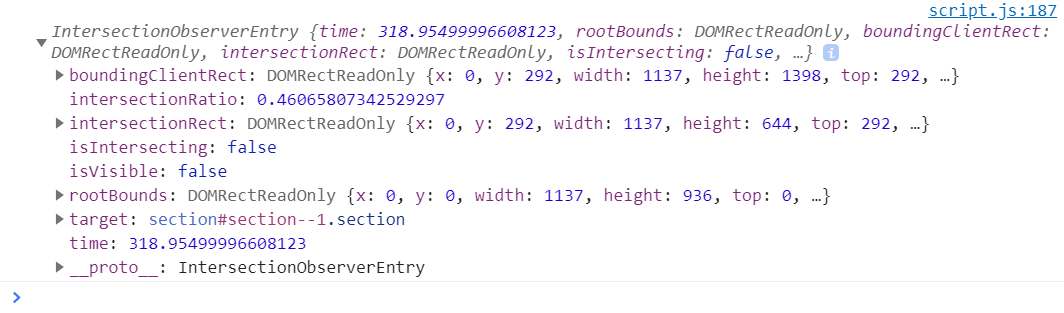 script.js:187
▼ IntersectionObserverEntry {time: 318.95499996608123, rootBounds: DOMRectReadOnly, boundingClientRect:
DOMRectReadOnly, intersectionRect: DOMRectReadOnly, isIntersecting: false, …} i
▶ boundingClientRect: DOMRectReadOnly {x: 0, y: 292, width: 1137, height: 1398, top: 292, …}
intersectionRatio: 0.46065807342529297
▶ intersectionRect: DOMRectReadOnly {x: 0, y: 292, width: 1137, height: 644, top: 292, …}
isIntersecting: false
isVisible: false
▶ rootBounds: DOMRectReadOnly {x: 0, y: 0, width: 1137, height: 936, top: 0, …}
▶ target: section#section--1.section
time: 318.95499996608123
▶ __proto__: IntersectionObserverEntry
>